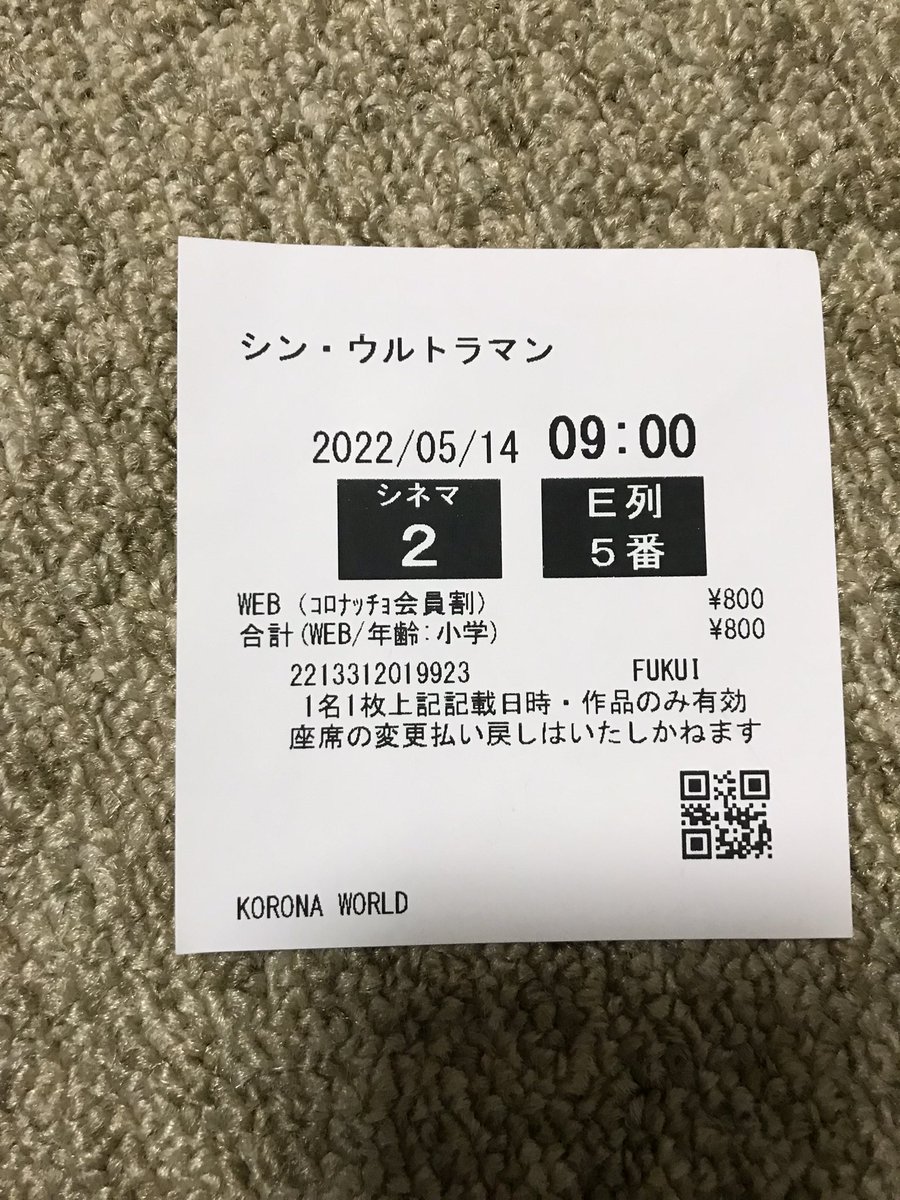 シン・ウルトラマン
2022/05/14 09:00
シネマ
2
E列
5番
WEB (ｺﾛﾅｯﾁｮ会員割) ¥800
合計(WEB/年齢:小学) ¥800
2213312019923 FUKUI
1名1枚上記記載日時・作品のみ有効
座席の変更払い戻しはいたしかねます
KORONA WORLD